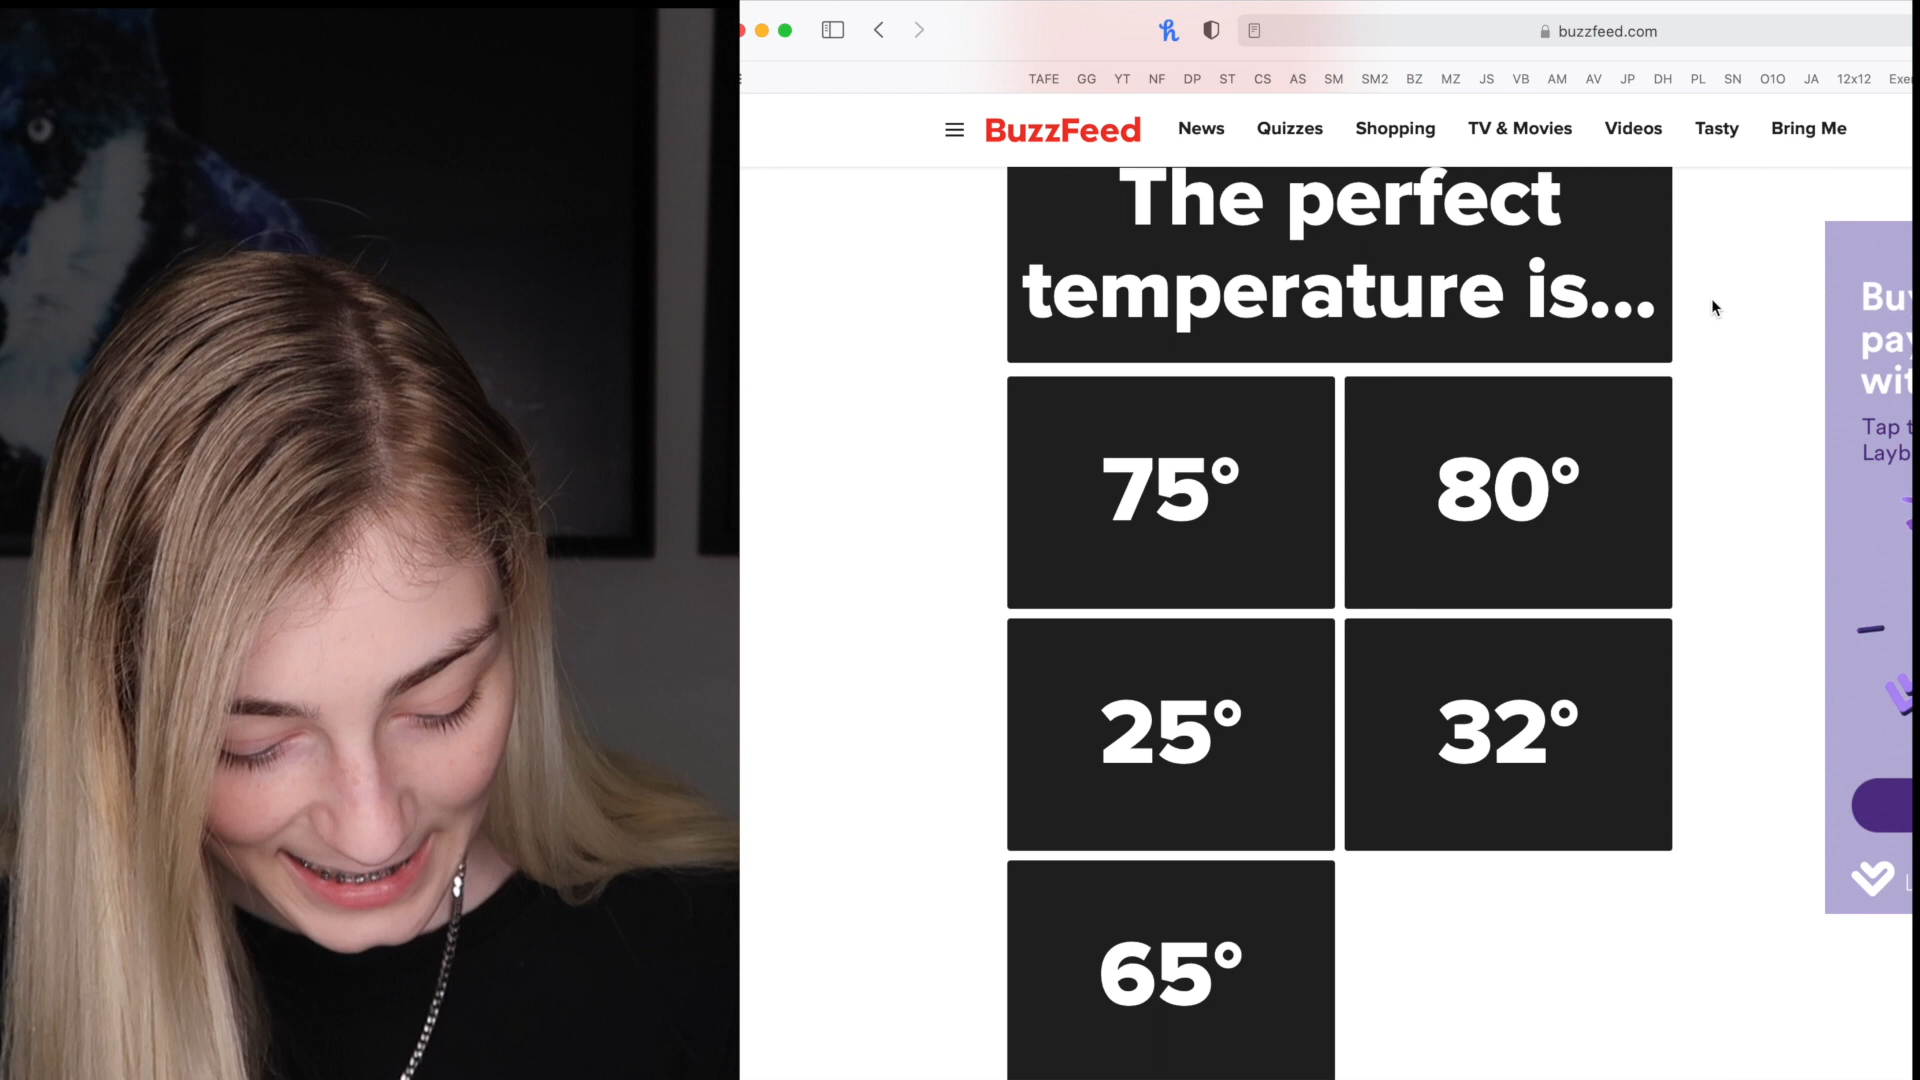 buzzfeed.com
TAFE GG YT NF DP ST CS AS SM SM2 BZ MZ JS VB AM AV JP DH PL SN O1O JA 12x12
BuzzFeed News Quizzes Shopping TV & Movies Videos Tasty Bring Me
The perfect
temperature is...
75° 80°
25° 32°
65°
Tap